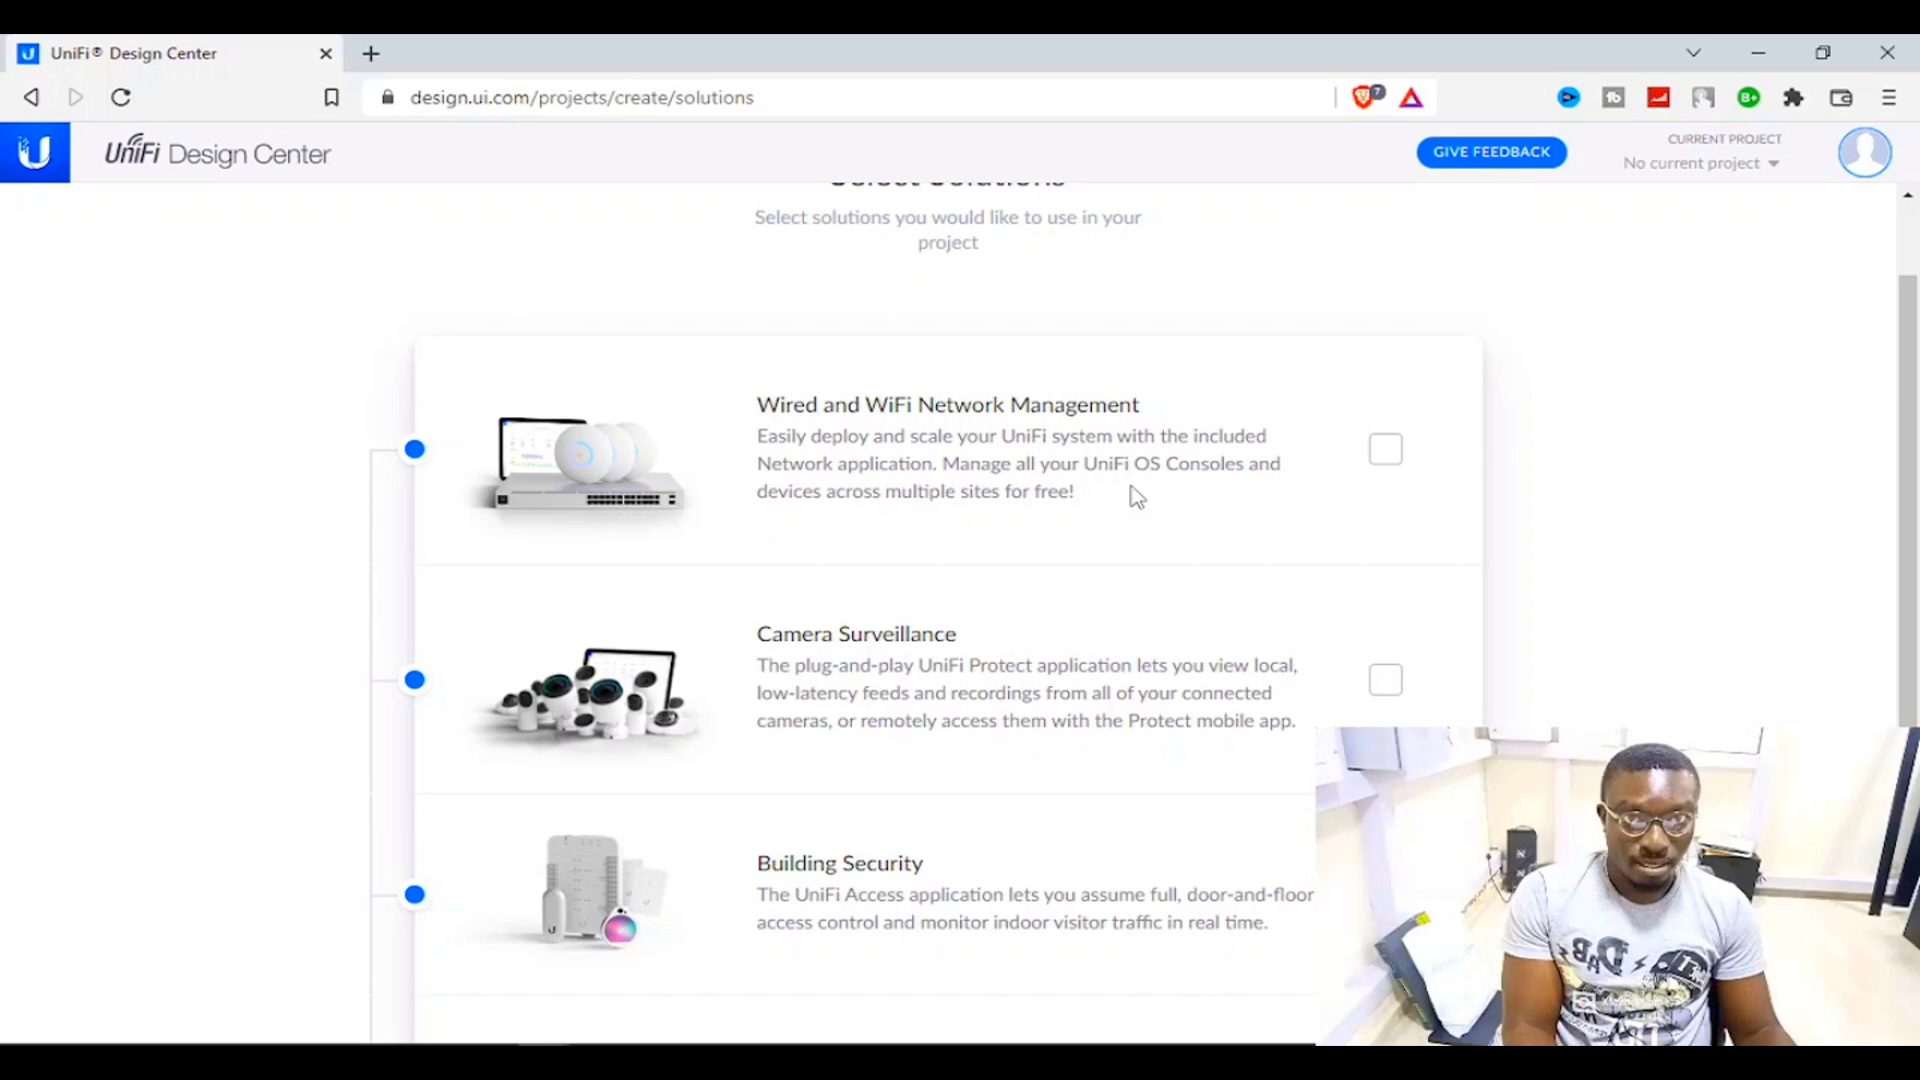 UniFi® Design Center
design.ui.com/projects/create/solutions
7
B+
UniFi Design Center
GIVE FEEDBACK
CURRENT PROJECT
No current project
Select Solutions
Select solutions you would like to use in your
project
Wired and WiFi Network Management
Easily deploy and scale your UniFi system with the included
Network application. Manage all your UniFi OS Consoles and
devices across multiple sites for free!
Camera Surveillance
The plug-and-play UniFi Protect application lets you view local,
low-latency feeds and recordings from all of your connected
cameras, or remotely access them with the Protect mobile app.
Building Security
The UniFi Access application lets you assume full, door-and-floor
access control and monitor indoor visitor traffic in real time.
DAB